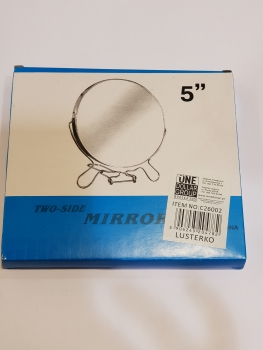 5”
ONE
DOLLAR
GROUP
ITEM NO:C26002
TWO-SIDE
MIRROR
LUSTERKO